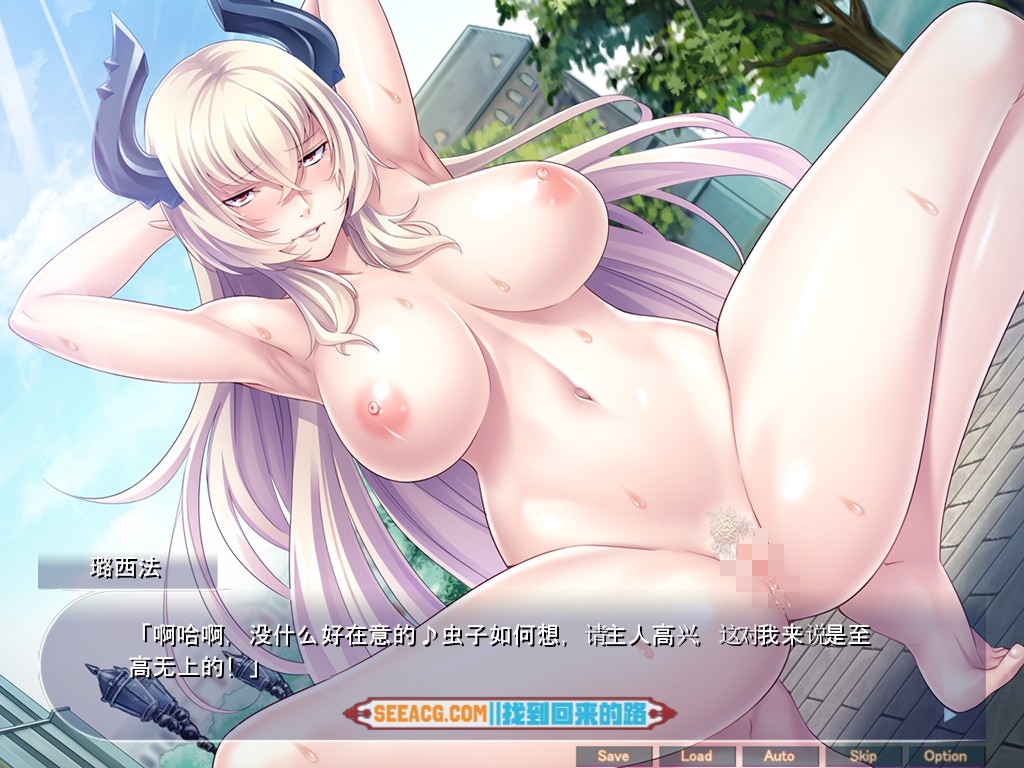 璐西法
「啊哈啊，没什么好在意的♪虫子如何想，请主人高兴，这对我来说是至
高无上的！」
SEEACG.COM||找到回来的路
Save Load Auto Skip Option